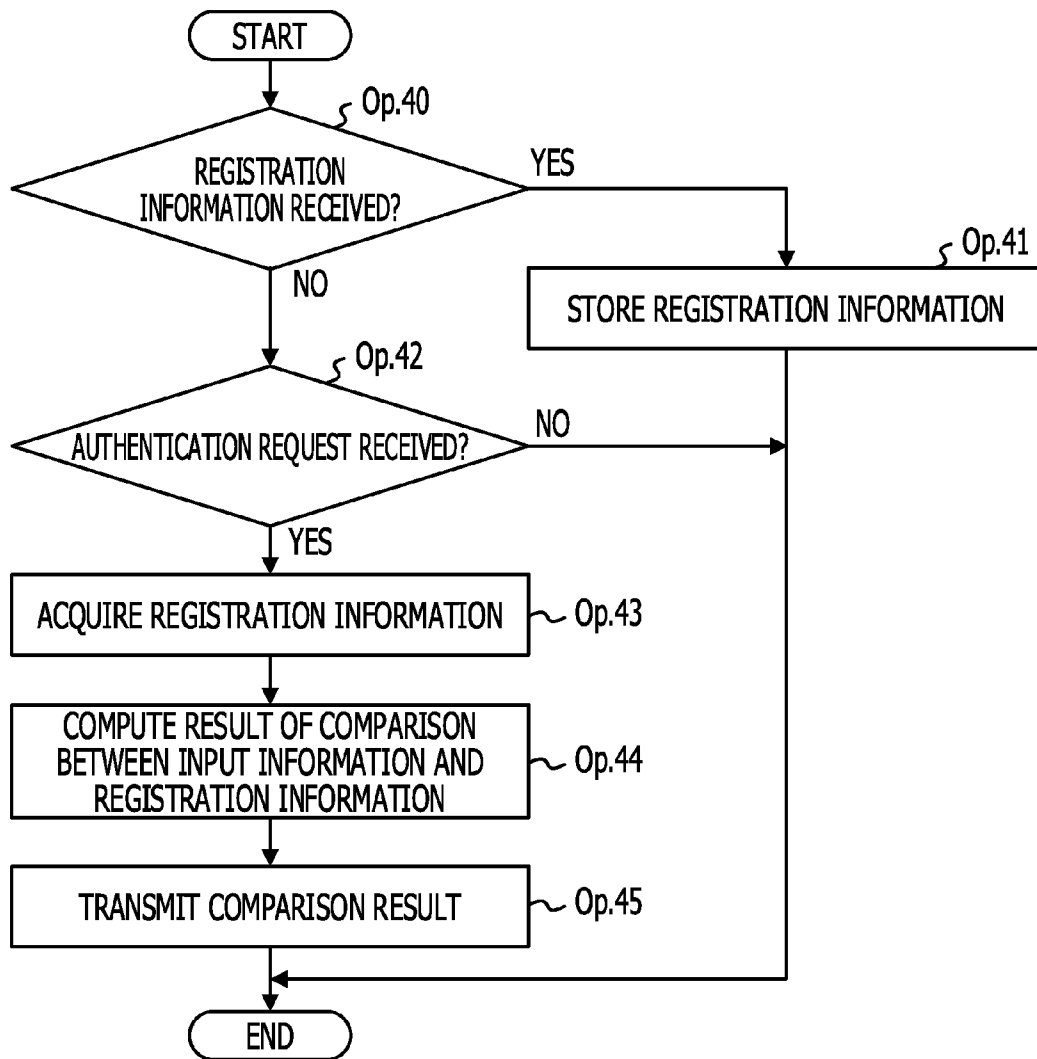 START
Op.40
REGISTRATION
INFORMATION RECEIVED?
YES
NO
Op.41
STORE REGISTRATION INFORMATION
Op.42
AUTHENTICATION REQUEST RECEIVED?
NO
YES
ACQUIRE REGISTRATION INFORMATION
Op.43
COMPUTE RESULT OF COMPARISON
BETWEEN INPUT INFORMATION AND
REGISTRATION INFORMATION
Op.44
TRANSMIT COMPARISON RESULT
Op.45
END